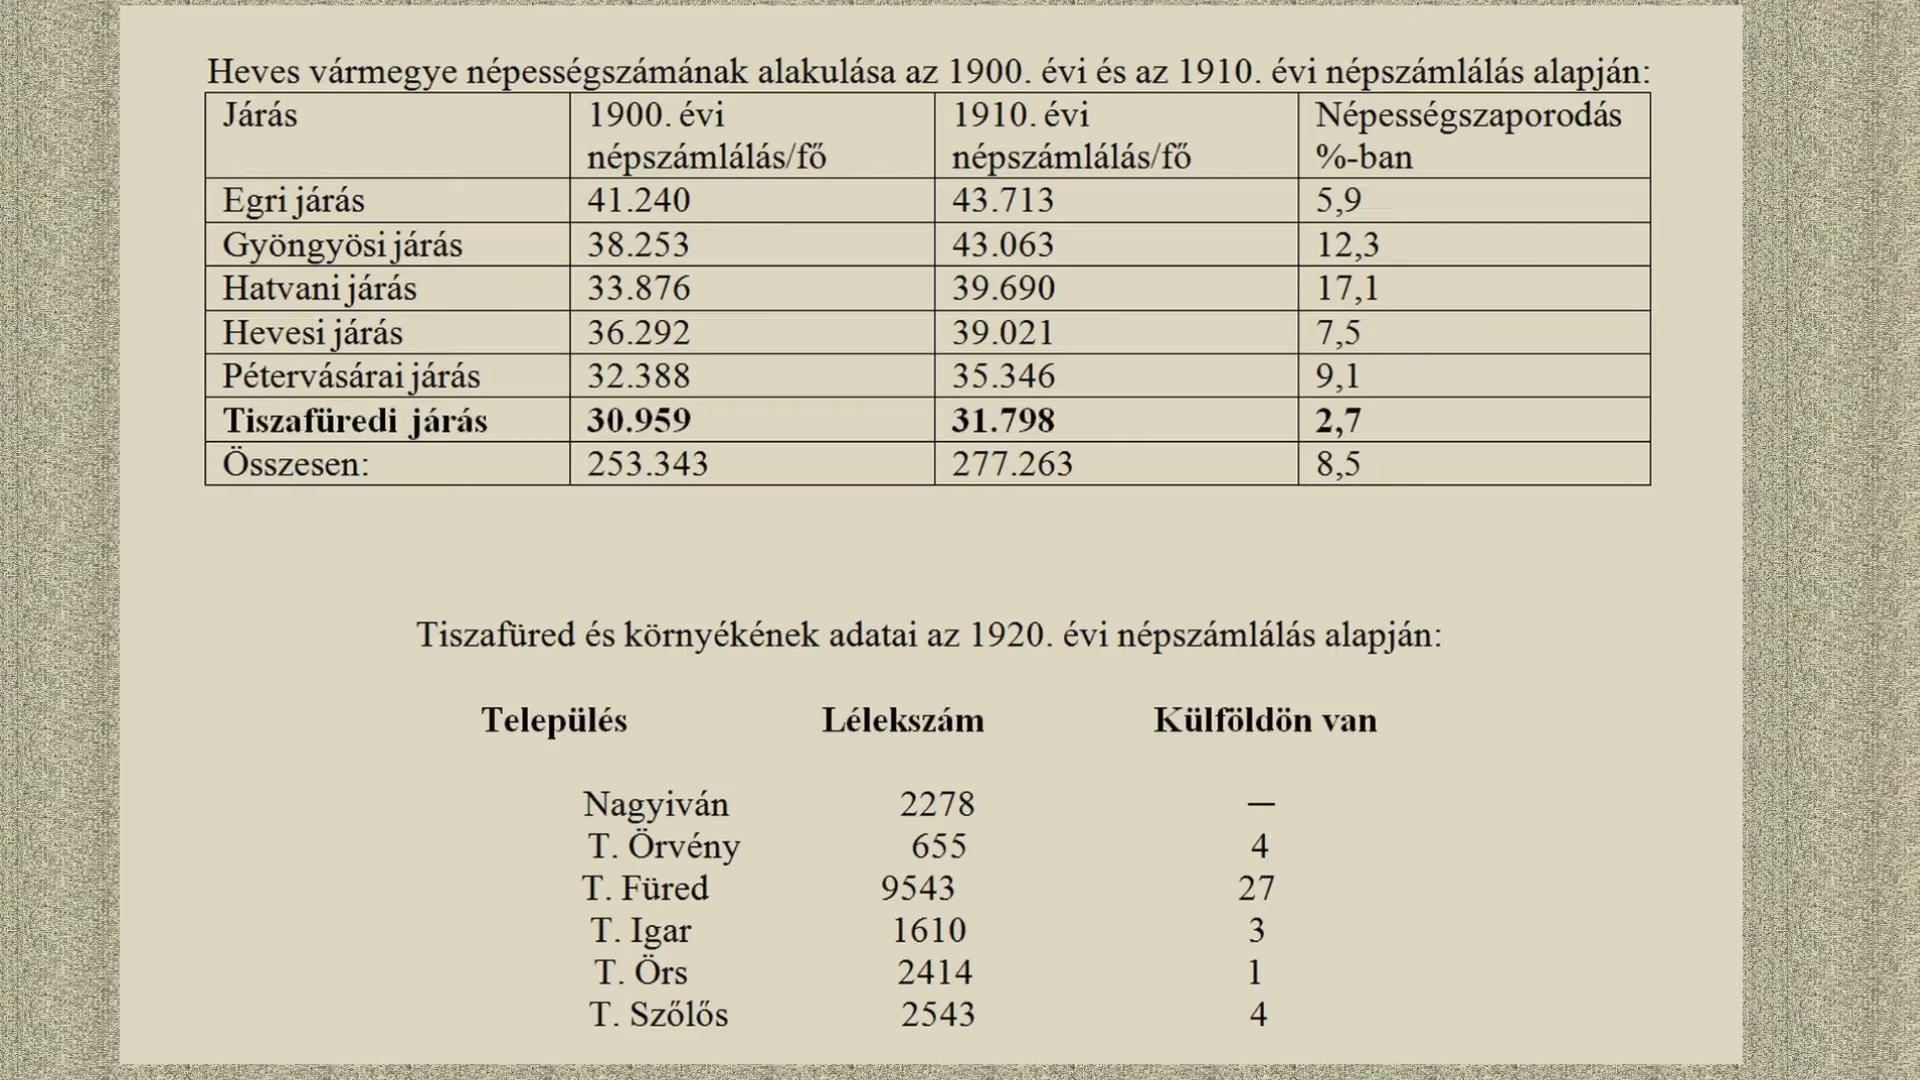 Heves vármegye népességszámának alakulása az 1900. évi és az 1910. évi népszámlálás alapján:
Járás 1900. évi népszámlálás/fő 1910. évi népszámlálás/fő Népességszaporodás %-ban
Egri járás 41.240 43.713 5,9
Gyöngyösi járás 38.253 43.063 12,3
Hatvani járás 33.876 39.690 17,1
Hevesi járás 36.292 39.021 7,5
Pétervásárai járás 32.388 35.346 9,1
Tiszafüredi járás 30.959 31.798 2,7
Összesen: 253.343 277.263 8,5
Tiszafüred és környékének adatai az 1920. évi népszámlálás alapján:
Település Lélekszám Külföldön van
Nagyiván 2278 —
T. Örvény 655 4
T. Füred 9543 27
T. Igar 1610 3
T. Örs 2414 1
T. Szőlős 2543 4